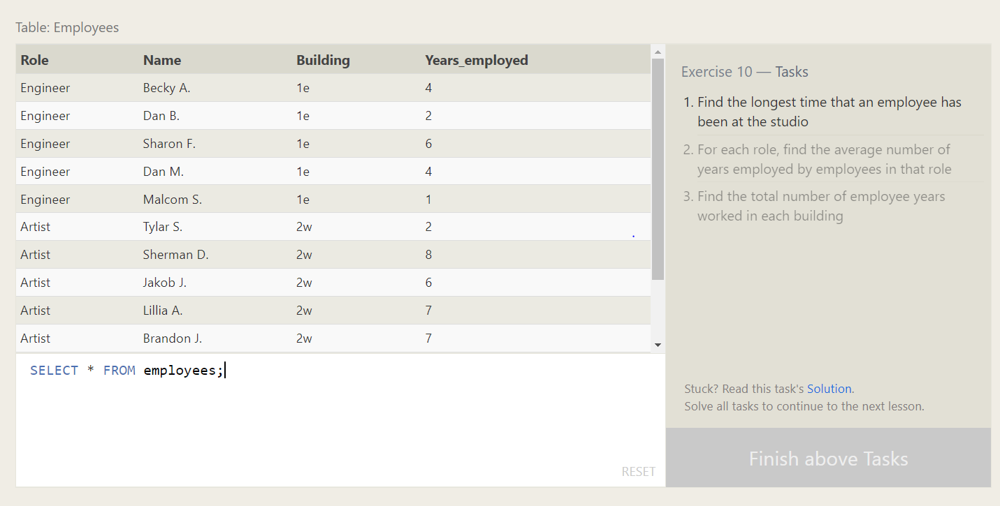 Table: Employees
Role Name Building Years_employed
Engineer Becky A. 1e 4
Engineer Dan B. 1e 2
Engineer Sharon F. 1e 6
Engineer Dan M. 1e 4
Engineer Malcom S. 1e 1
Artist Tylar S. 2w 2
Artist Sherman D. 2w 8
Artist Jakob J. 2w 6
Artist Lillia A. 2w 7
Artist Brandon J. 2w 7
SELECT * FROM employees;
RESET
Exercise 10 — Tasks
1. Find the longest time that an employee has
been at the studio
2. For each role, find the average number of
years employed by employees in that role
3. Find the total number of employee years
worked in each building
Stuck? Read this task's Solution.
Solve all tasks to continue to the next lesson.
Finish above Tasks